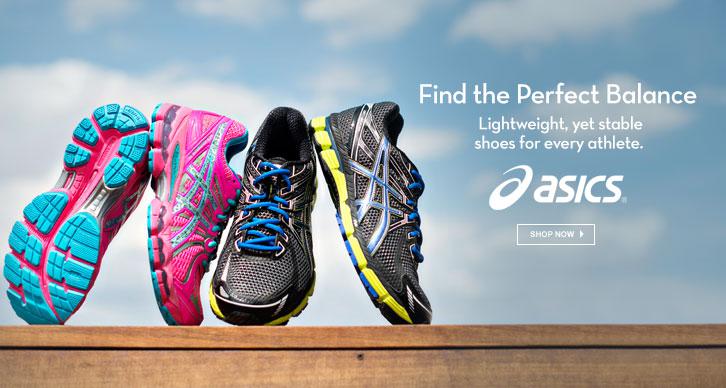 Find the Perfect Balance
Lightweight, yet stable
shoes for every athlete.
asics®
SHOP NOW